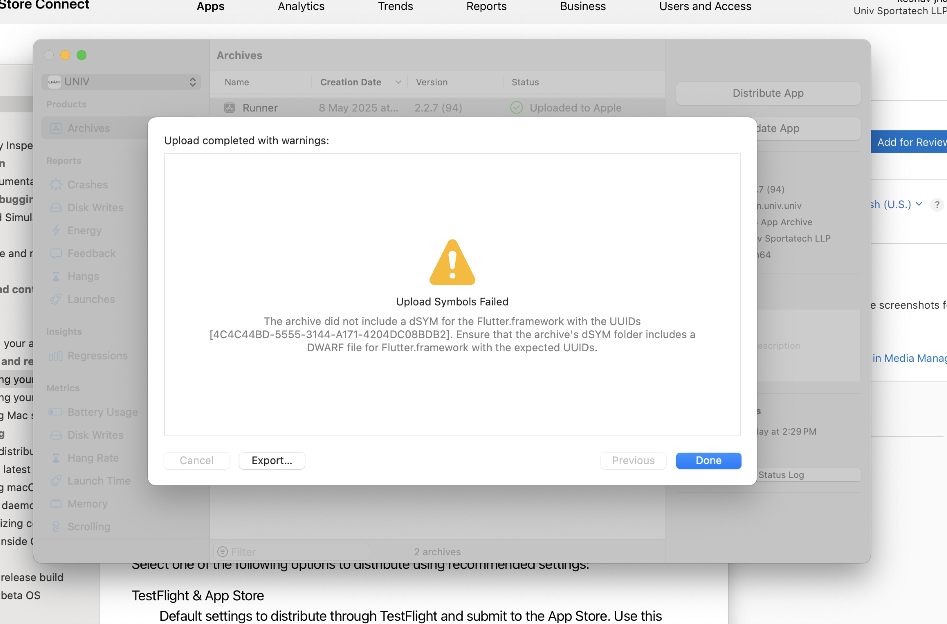 Store Connect
Apps
Analytics
Trends
Reports
Business
Users and Access
Univ Sportatech LLP
Archives
UNIV
Products
Archives
Reports
Crashes
Disk Writes
Energy
Feedback
Hangs
Launches
Insights
Regressions
Metrics
Battery Usage
Disk Writes
Hang Rate
Launch Time
Memory
Scrolling
Name
Creation Date
Version
Status
Runner
8 May 2025 at...
2.2.7 (94)
Uploaded to Apple
Distribute App
date App
.7 (94)
n.univ.univ
App Archive
v Sportatech LLP
m64
escription
s
lay at 2:29 PM
Status Log
Upload completed with warnings:
Upload Symbols Failed
The archive did not include a dSYM for the Flutter.framework with the UUIDs
[4C4C44BD-5555-3144-A171-4204DC08BDB2]. Ensure that the archive's dSYM folder includes a
DWARF file for Flutter.framework with the expected UUIDs.
Cancel
Export...
Previous
Done
Filter
2 archives
Add for Review
sh (U.S.)
?
e screenshots f
in Media Manag
y Inspe
n
umenta
buggin
d Simul
e and r
nd cont
your a
and re
ng your
ng your
g Mac s
g
distribu
latest
g macO
daemo
izing co
nside
release build
beta OS
Select one of the following options to distribute using recommended settings:
TestFlight & App Store
Default settings to distribute through TestFlight and submit to the App Store. Use this